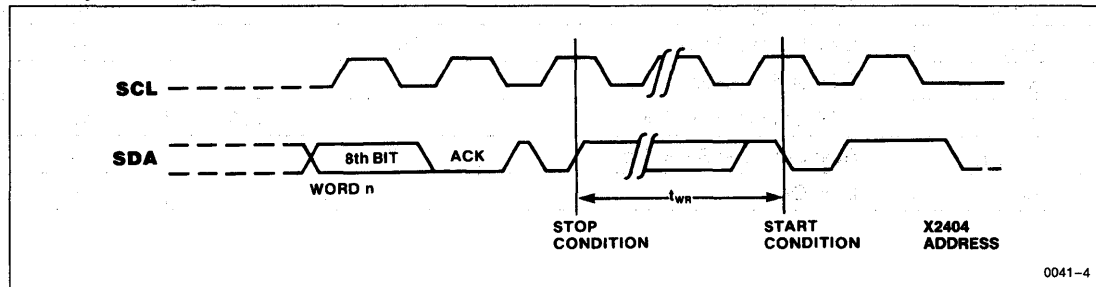 SCL
SDA
8th BIT
ACK
WORD n
tWR
STOP
CONDITION
START
CONDITION
X2404
ADDRESS
0041-4